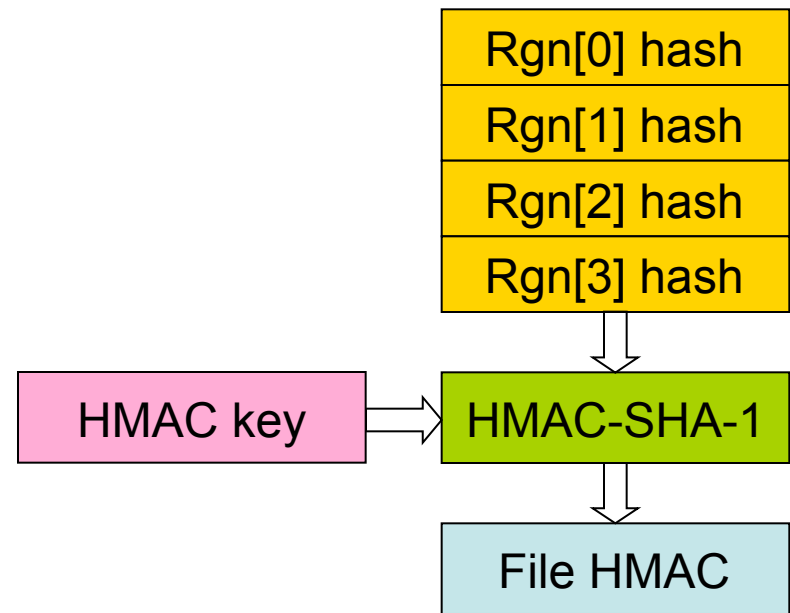 Rgn[0] hash
Rgn[1] hash
Rgn[2] hash
Rgn[3] hash
HMAC key
HMAC-SHA-1
File HMAC